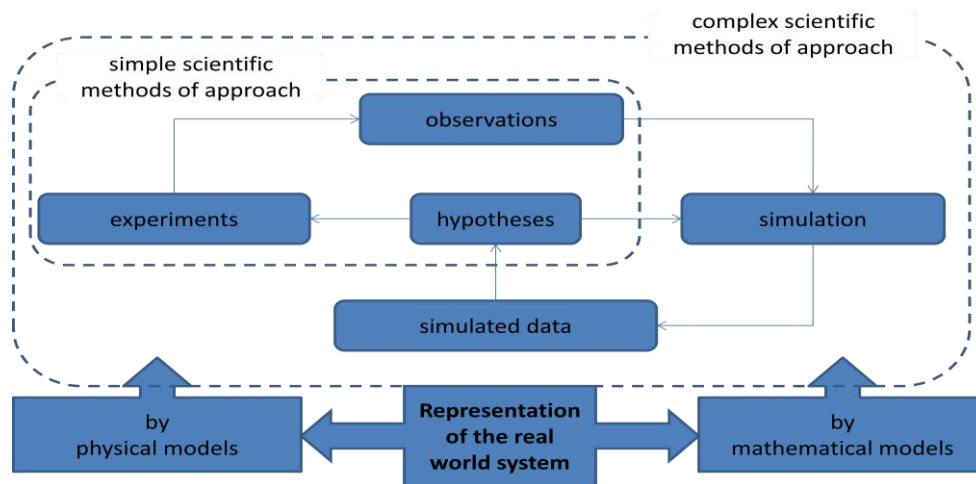 complex scientific
methods of approach
simple scientific
methods of approach
observations
experiments
hypotheses
simulation
simulated data
by
physical models
Representation
of the real
world system
by
mathematical models